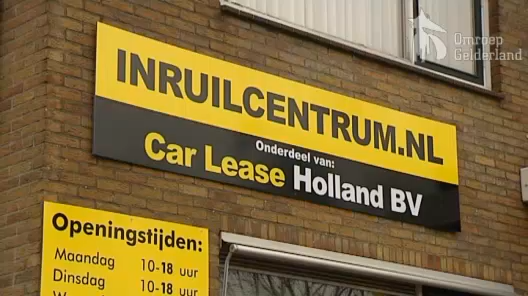 Omroep
Gelderland
INRUILCENTRUM.NL
Onderdeel van:
Car Lease Holland BV
Openingstijden:
Maandag 10-18 uur
Dinsdag 10-18 uur